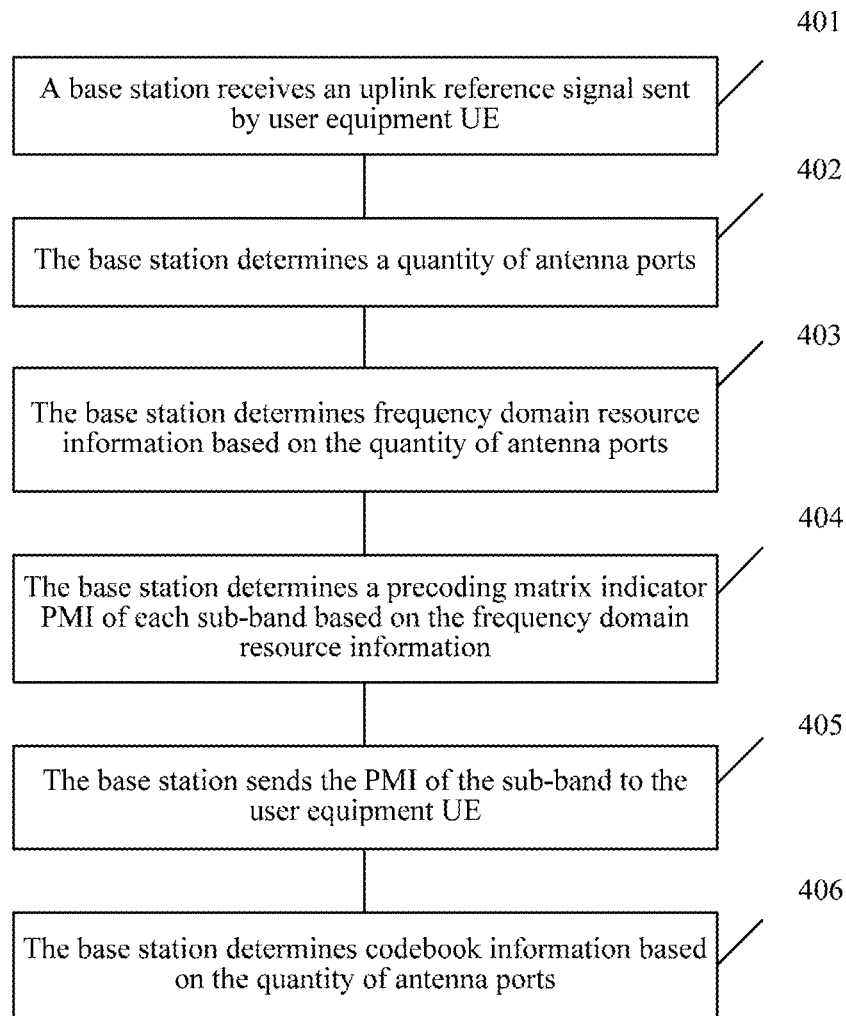 401
A base station receives an uplink reference signal sent
by user equipment UE
402
The base station determines a quantity of antenna ports
403
The base station determines frequency domain resource
information based on the quantity of antenna ports
404
The base station determines a precoding matrix indicator
PMI of each sub-band based on the frequency domain
resource information
405
The base station sends the PMI of the sub-band to the
user equipment UE
406
The base station determines codebook information based
on the quantity of antenna ports